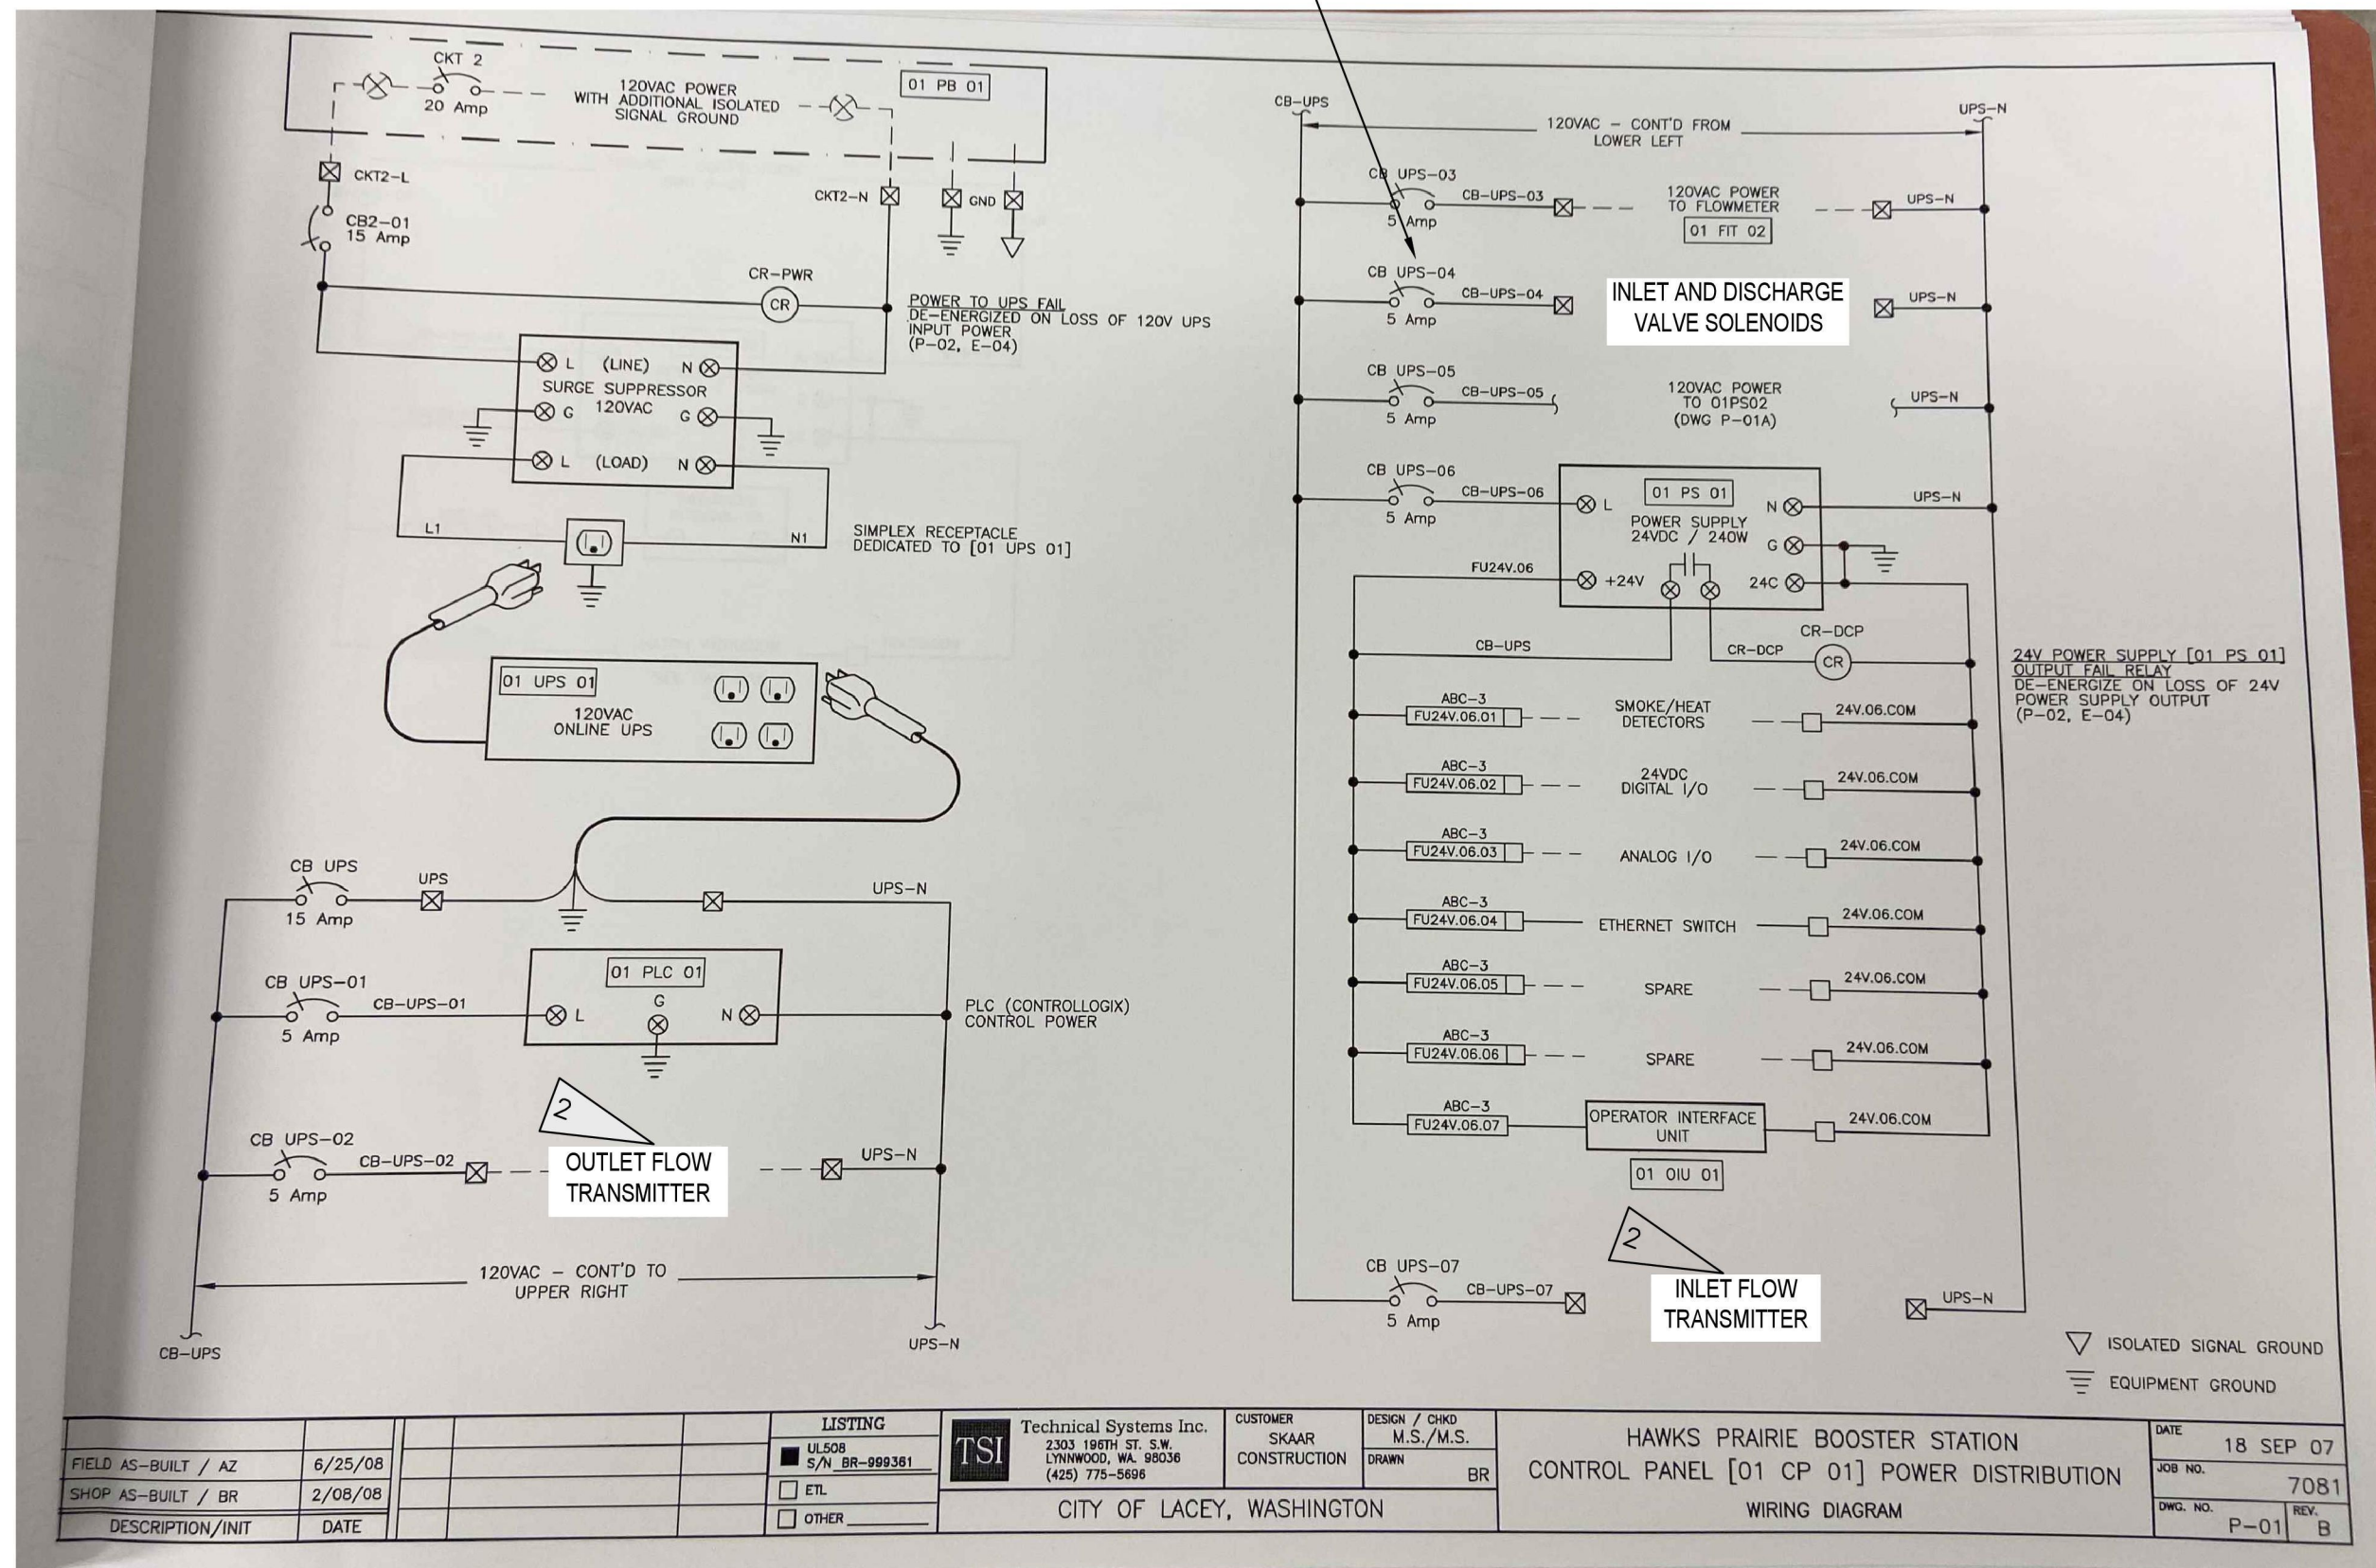 CKT 2
20 Amp
120VAC POWER
WITH ADDITIONAL ISOLATED
SIGNAL GROUND
01 PB 01
CKT2-L
CB2-01
15 Amp
CKT2-N
GND
CR-PWR
CR
POWER TO UPS FAIL
DE-ENERGIZED ON LOSS OF 120V UPS
INPUT POWER
(P-02, E-04)
L (LINE) N
SURGE SUPPRESSOR
G 120VAC G
L (LOAD) N
L1
N1
SIMPLEX RECEPTACLE
DEDICATED TO [01 UPS 01]
01 UPS 01
120VAC
ONLINE UPS
CB UPS
15 Amp
UPS
UPS-N
CB UPS-01
5 Amp
CB-UPS-01
01 PLC 01
G
L N
PLC (CONTROLLOGIX)
CONTROL POWER
2
CB UPS-02
5 Amp
CB-UPS-02
OUTLET FLOW
TRANSMITTER
UPS-N
120VAC - CONT'D TO
UPPER RIGHT
CB-UPS
UPS-N
CB-UPS
UPS-N
120VAC - CONT'D FROM
LOWER LEFT
CB UPS-03
5 Amp
CB-UPS-03
120VAC POWER
TO FLOWMETER
01 FIT 02
UPS-N
CB UPS-04
5 Amp
CB-UPS-04
INLET AND DISCHARGE
VALVE SOLENOIDS
UPS-N
CB UPS-05
5 Amp
CB-UPS-05
120VAC POWER
TO 01PS02
(DWG P-01A)
UPS-N
CB UPS-06
5 Amp
CB-UPS-06
01 PS 01
L N
POWER SUPPLY
24VDC / 240W
G
+24V 24C
UPS-N
FU24V.06
CB-UPS
CR-DCP
CR-DCP
CR
24V POWER SUPPLY [01 PS 01]
OUTPUT FAIL RELAY
DE-ENERGIZE ON LOSS OF 24V
POWER SUPPLY OUTPUT
(P-02, E-04)
ABC-3
FU24V.06.01
SMOKE/HEAT
DETECTORS
24V.06.COM
ABC-3
FU24V.06.02
24VDC
DIGITAL I/O
24V.06.COM
ABC-3
FU24V.06.03
ANALOG I/O
24V.06.COM
ABC-3
FU24V.06.04
ETHERNET SWITCH
24V.06.COM
ABC-3
FU24V.06.05
SPARE
24V.06.COM
ABC-3
FU24V.06.06
SPARE
24V.06.COM
ABC-3
FU24V.06.07
OPERATOR INTERFACE
UNIT
24V.06.COM
01 OIU 01
2
CB UPS-07
5 Amp
CB-UPS-07
INLET FLOW
TRANSMITTER
UPS-N
ISOLATED SIGNAL GROUND
EQUIPMENT GROUND
FIELD AS-BUILT / AZ 6/25/08
SHOP AS-BUILT / BR 2/08/08
DESCRIPTION/INIT DATE
LISTING
UL508
S/N BR-999361
ETL
OTHER
TSI
Technical Systems Inc.
2303 196TH ST. S.W.
LYNNWOOD, WA. 98036
(425) 775-5696
CUSTOMER
SKAAR
CONSTRUCTION
DESIGN / CHKD
M.S./M.S.
DRAWN
BR
CITY OF LACEY, WASHINGTON
HAWKS PRAIRIE BOOSTER STATION
CONTROL PANEL [01 CP 01] POWER DISTRIBUTION
WIRING DIAGRAM
DATE
18 SEP 07
JOB NO.
7081
DWG. NO.
P-01
REV.
B